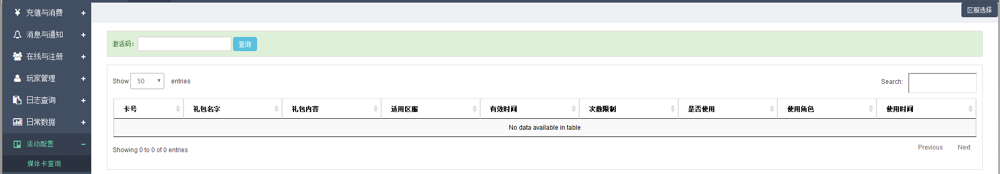 充值与消费
消息与通知
在线与注册
玩家管理
日志查询
日常数据
活动配置
媒体卡查询
区服选择
激活码：
查询
Show 50 entries
Search:
卡号 礼包名字 礼包内容 适用区服 有效时间 次数限制 是否使用 使用角色 使用时间
No data available in table
Showing 0 to 0 of 0 entries
Previous Next